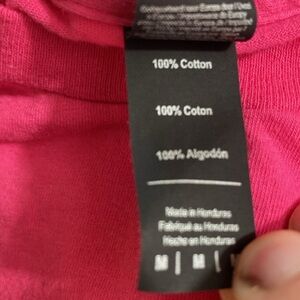 100% Cotton
100% Coton
100% Algodón
Made in Honduras
Fabriqué au Honduras
Hecho en Honduras
M | M |